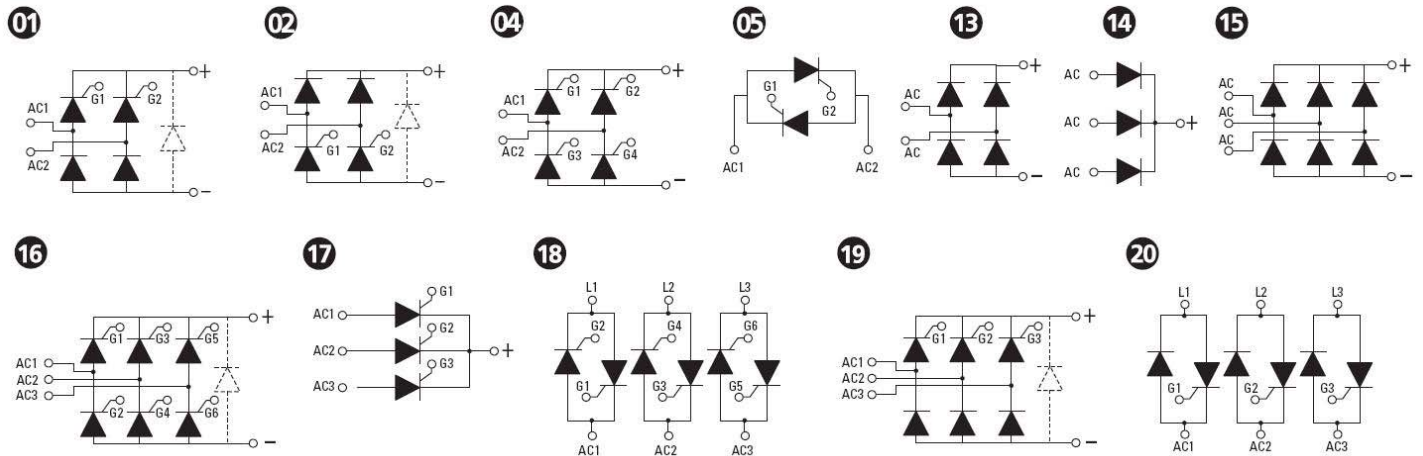 01
AC1
AC2
G1
G2
+
−
02
AC1
AC2
G1
G2
+
−
04
AC1
AC2
G1
G2
G3
G4
+
−
05
G1
G2
AC1
AC2
13
AC
AC
+
−
14
AC
AC
AC
+
15
AC
AC
AC
+
−
16
AC1
AC2
AC3
G1
G3
G5
G2
G4
G6
+
−
17
AC1
AC2
AC3
G1
G2
G3
+
18
L1
L2
L3
G2
G4
G6
G1
G3
G5
AC1
AC2
AC3
19
AC1
AC2
AC3
G1
G2
G3
+
−
20
L1
L2
L3
G1
G2
G3
AC1
AC2
AC3